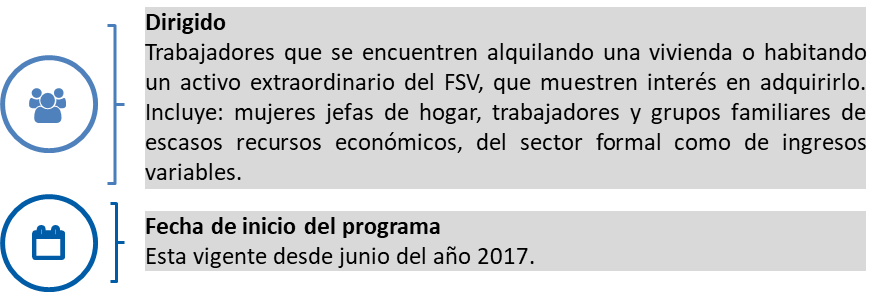 Dirigido
Trabajadores que se encuentren alquilando una vivienda o habitando
un activo extraordinario del FSV, que muestren interés en adquirirlo.
Incluye: mujeres jefas de hogar, trabajadores y grupos familiares de
escasos recursos económicos, del sector formal como de ingresos
variables.
Fecha de inicio del programa
Esta vigente desde junio del año 2017.